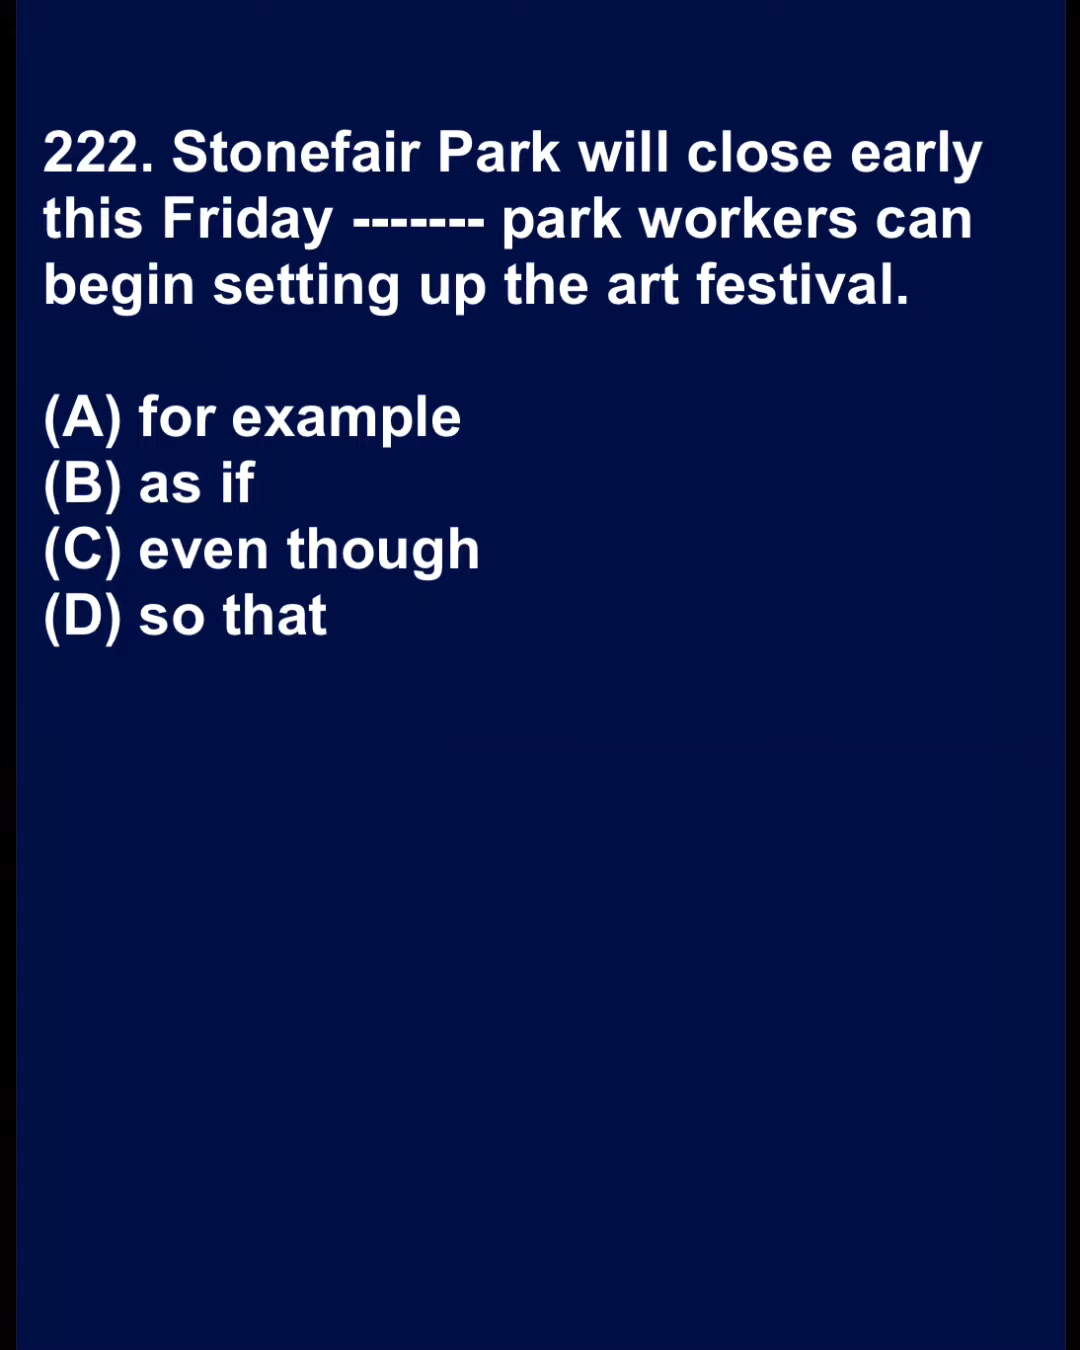 222. Stonefair Park will close early
this Friday ------- park workers can
begin setting up the art festival.
(A) for example
(B) as if
(C) even though
(D) so that